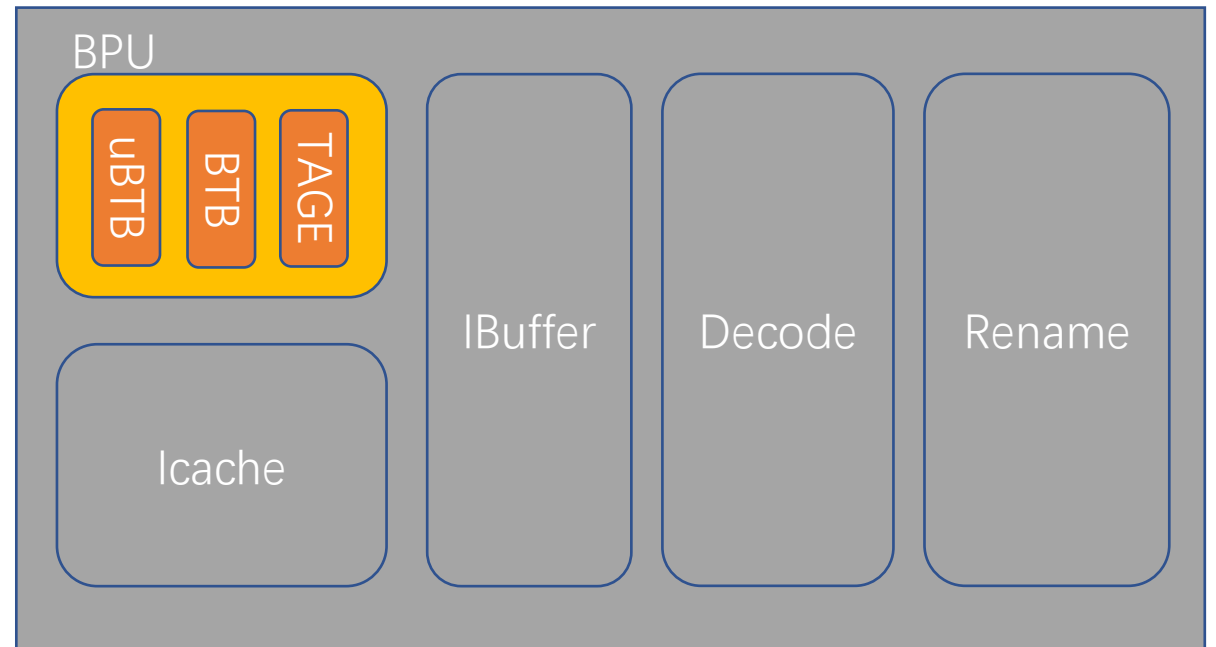 BPU
uBTB
BTB
TAGE
Icache
IBuffer
Decode
Rename